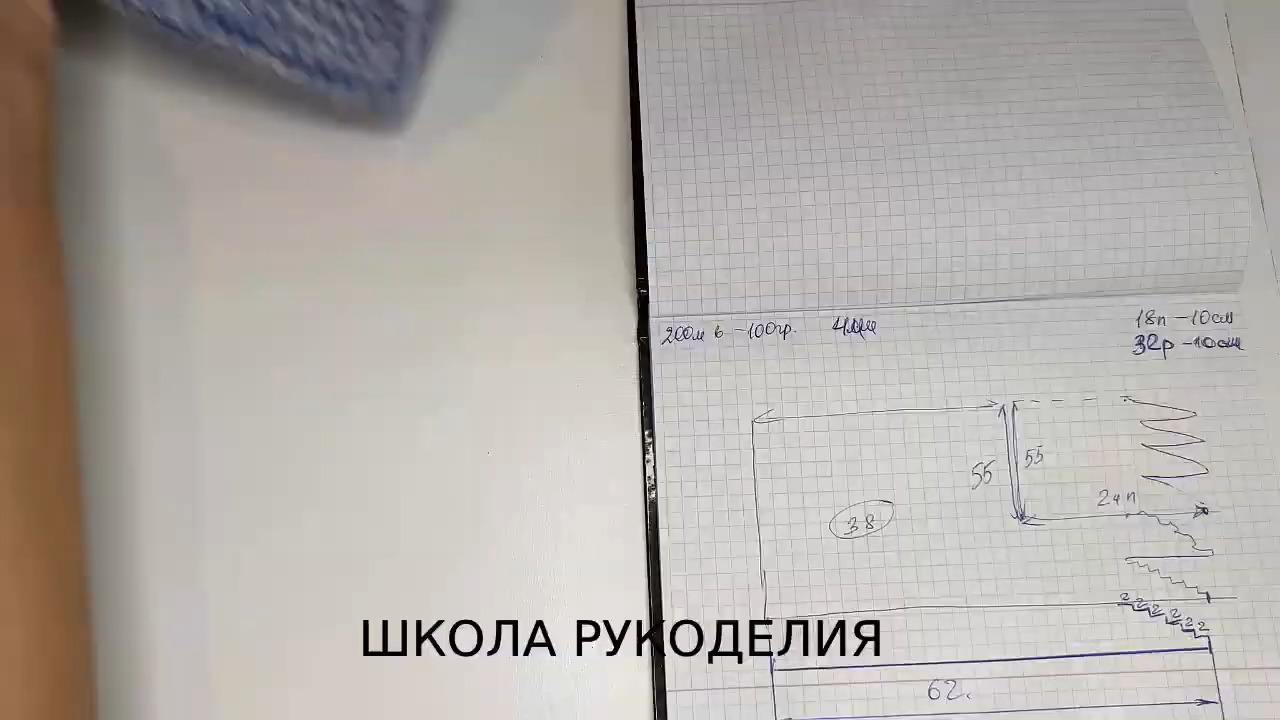 200м в -100гр. 4мм
18п -10см
32р -10см
55 55
24п
38
2 2 2 2 2 2
62.
ШКОЛА РУКОДЕЛИЯ